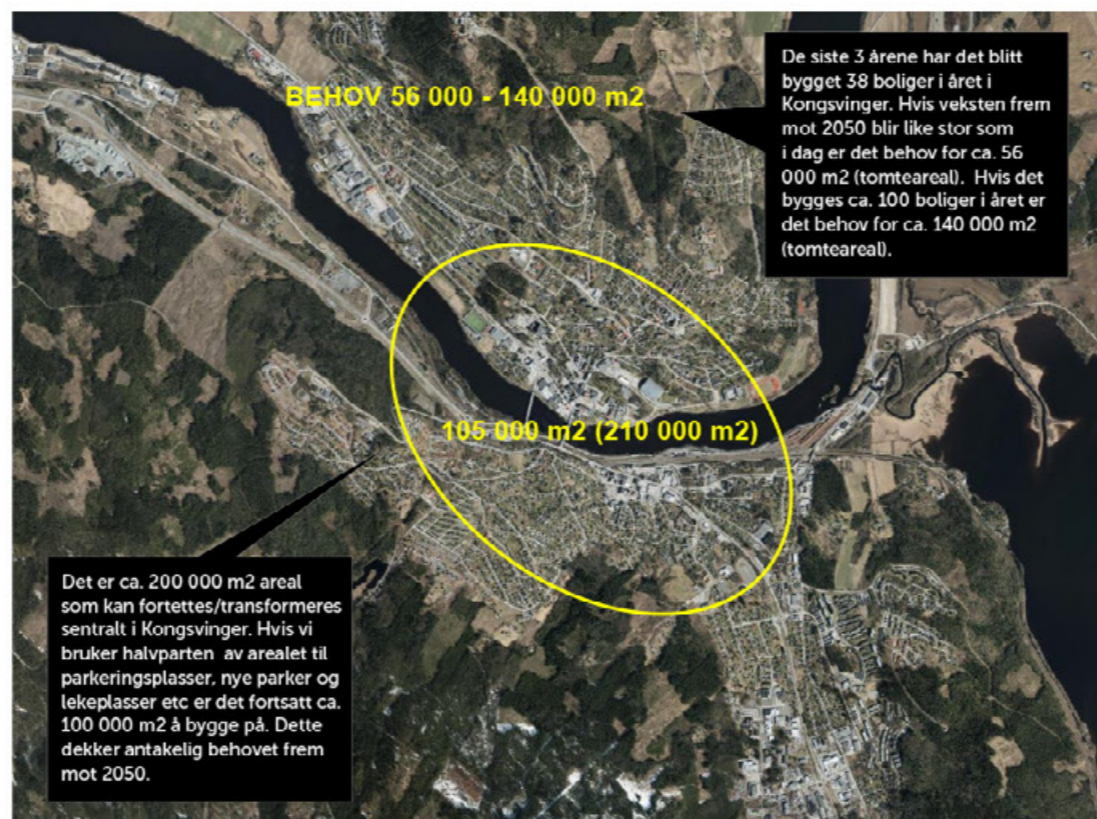 BEHOV 56 000 - 140 000 m2
De siste 3 årene har det blitt
bygget 38 boliger i året i
Kongsvinger. Hvis veksten frem
mot 2050 blir like stor som
i dag er det behov for ca. 56
000 m2 (tomteareal).  Hvis det
bygges ca. 100 boliger i året er
det behov for ca. 140 000 m2
(tomteareal).
105 000 m2 (210 000 m2)
Det er ca. 200 000 m2 areal
som kan fortettes/transformeres
sentralt i Kongsvinger. Hvis vi
bruker halvparten  av arealet til
parkeringsplasser, nye parker og
lekeplasser etc er det fortsatt ca.
100 000 m2 å bygge på. Dette
dekker antakelig behovet frem
mot 2050.